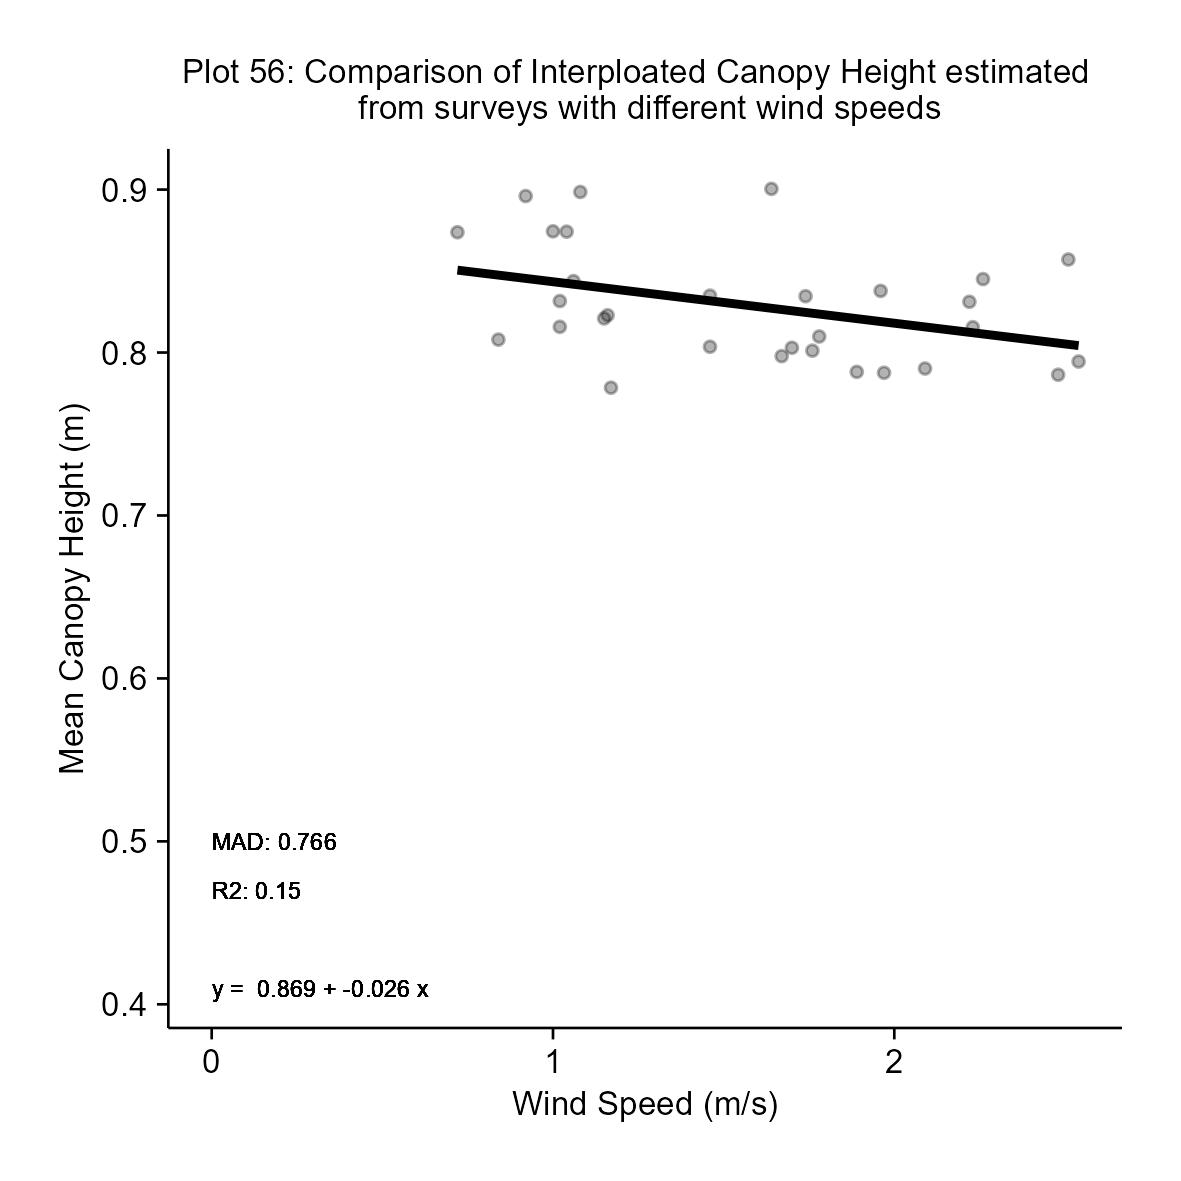 Plot 56: Comparison of Interploated Canopy Height estimated
from surveys with different wind speeds
Mean Canopy Height (m)
0.9
0.8
0.7
0.6
0.5
0.4
MAD: 0.766
R2: 0.15
y =  0.869 + -0.026 x
0
1
2
Wind Speed (m/s)